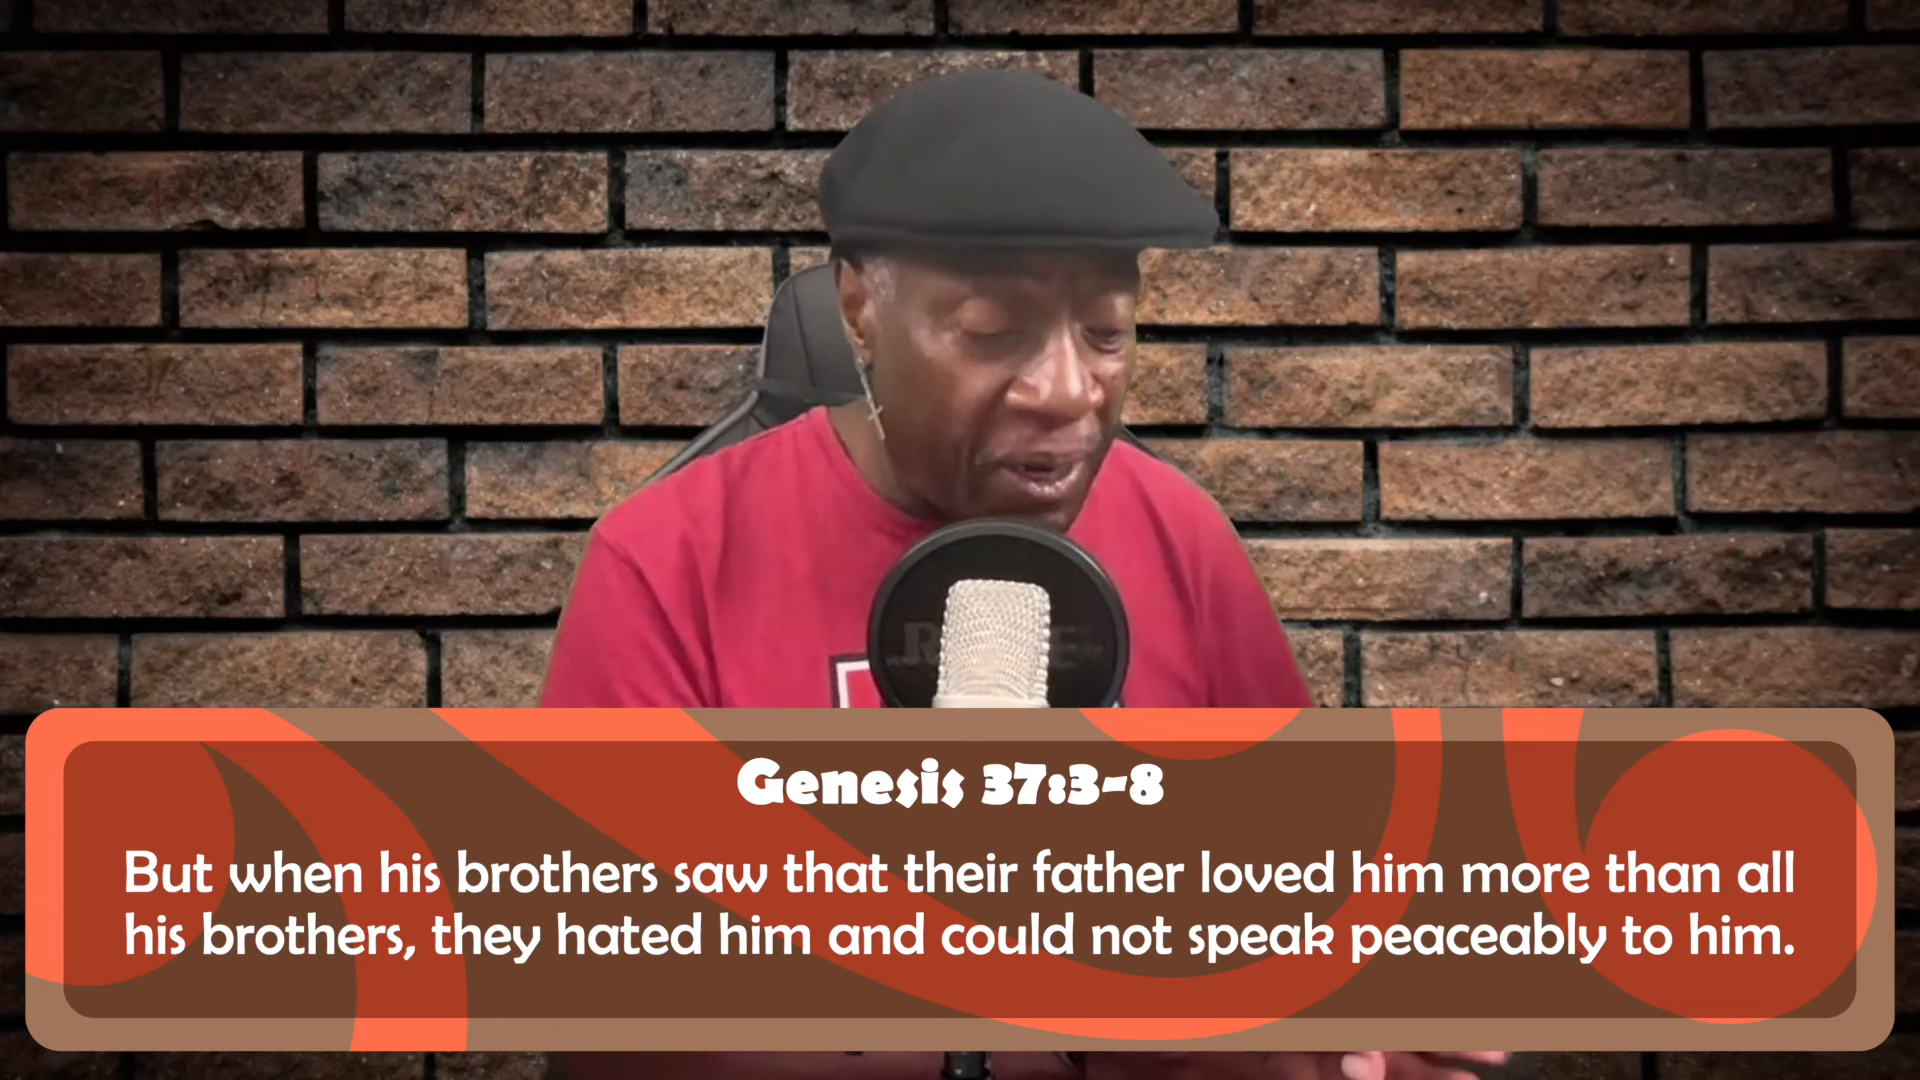 Genesis 37:3-8
But when his brothers saw that their father loved him more than all
his brothers, they hated him and could not speak peaceably to him.